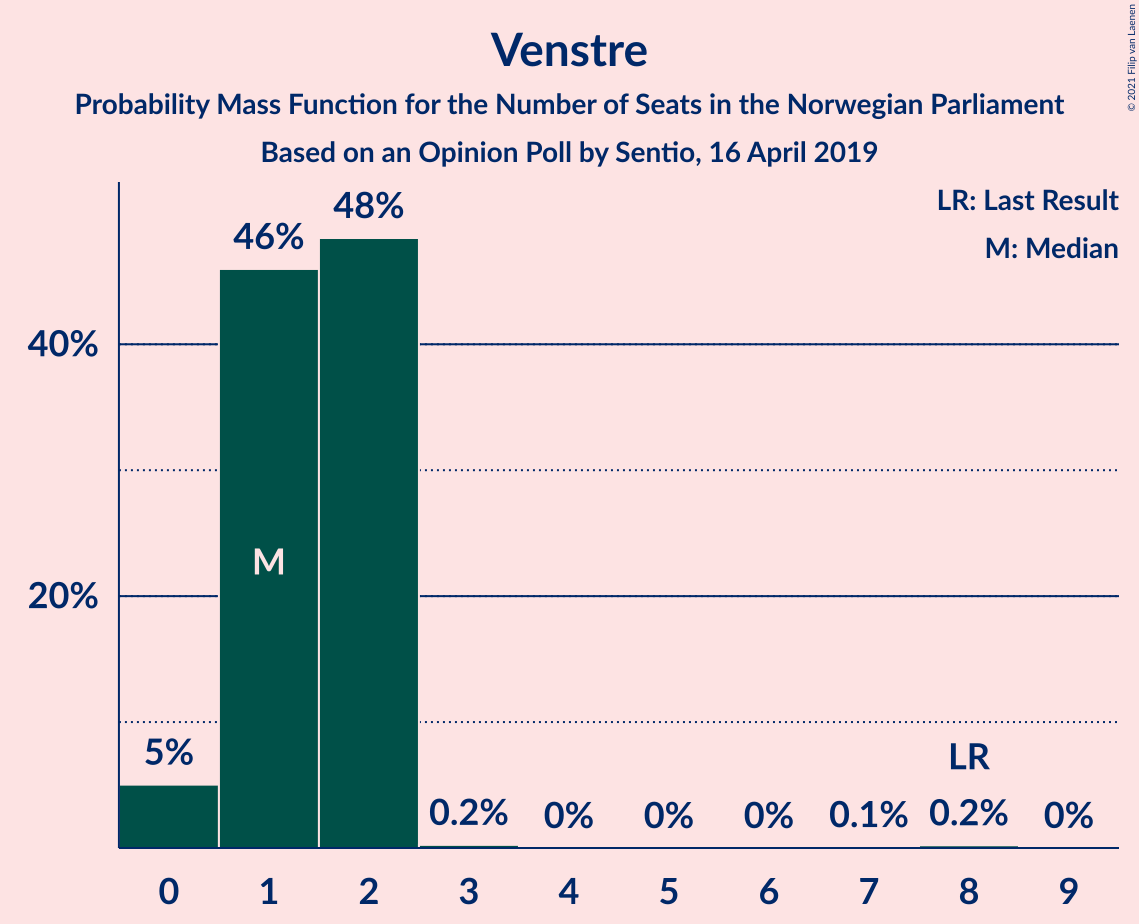 Venstre
Probability Mass Function for the Number of Seats in the Norwegian Parliament
Based on an Opinion Poll by Sentio, 16 April 2019
© 2021 Filip van Laenen
LR: Last Result
M: Median
48%
46%
40%
M
20%
5%
LR
0.2% 0% 0% 0% 0.1% 0.2% 0%
0 1 2 3 4 5 6 7 8 9